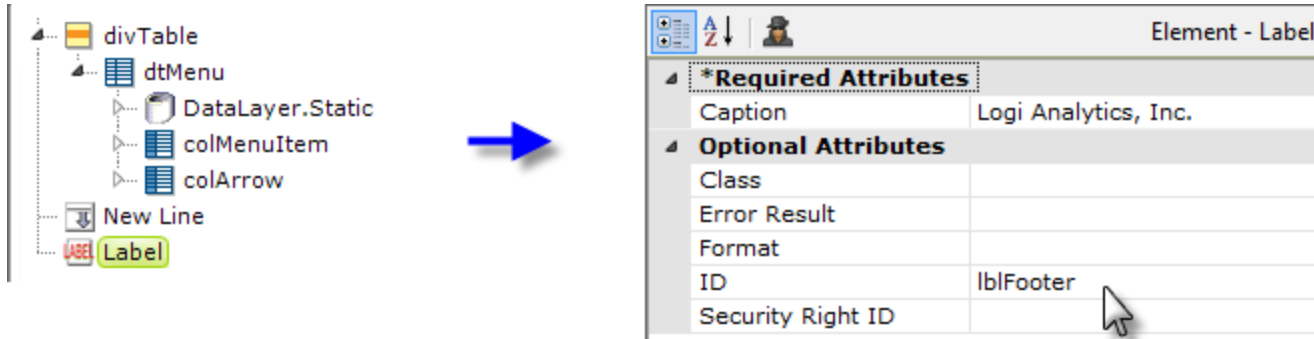 divTable
dtMenu
DataLayer.Static
colMenuItem
colArrow
New Line
LABEL Label
A Z Element - Label
*Required Attributes
Caption Logi Analytics, Inc.
Optional Attributes
Class
Error Result
Format
ID lblFooter
Security Right ID